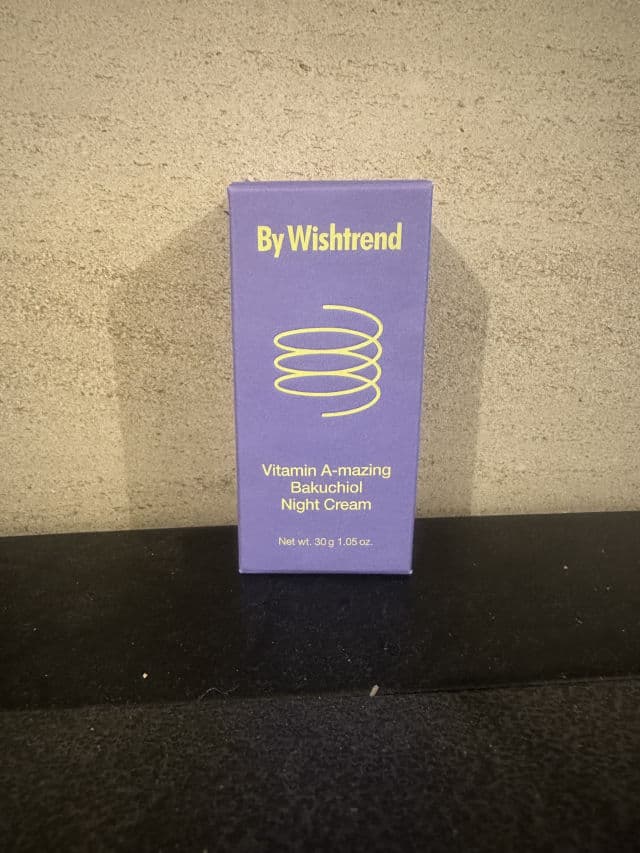 By Wishtrend
Vitamin A-mazing
Bakuchiol
Night Cream
Net wt. 30 g 1.05 oz.